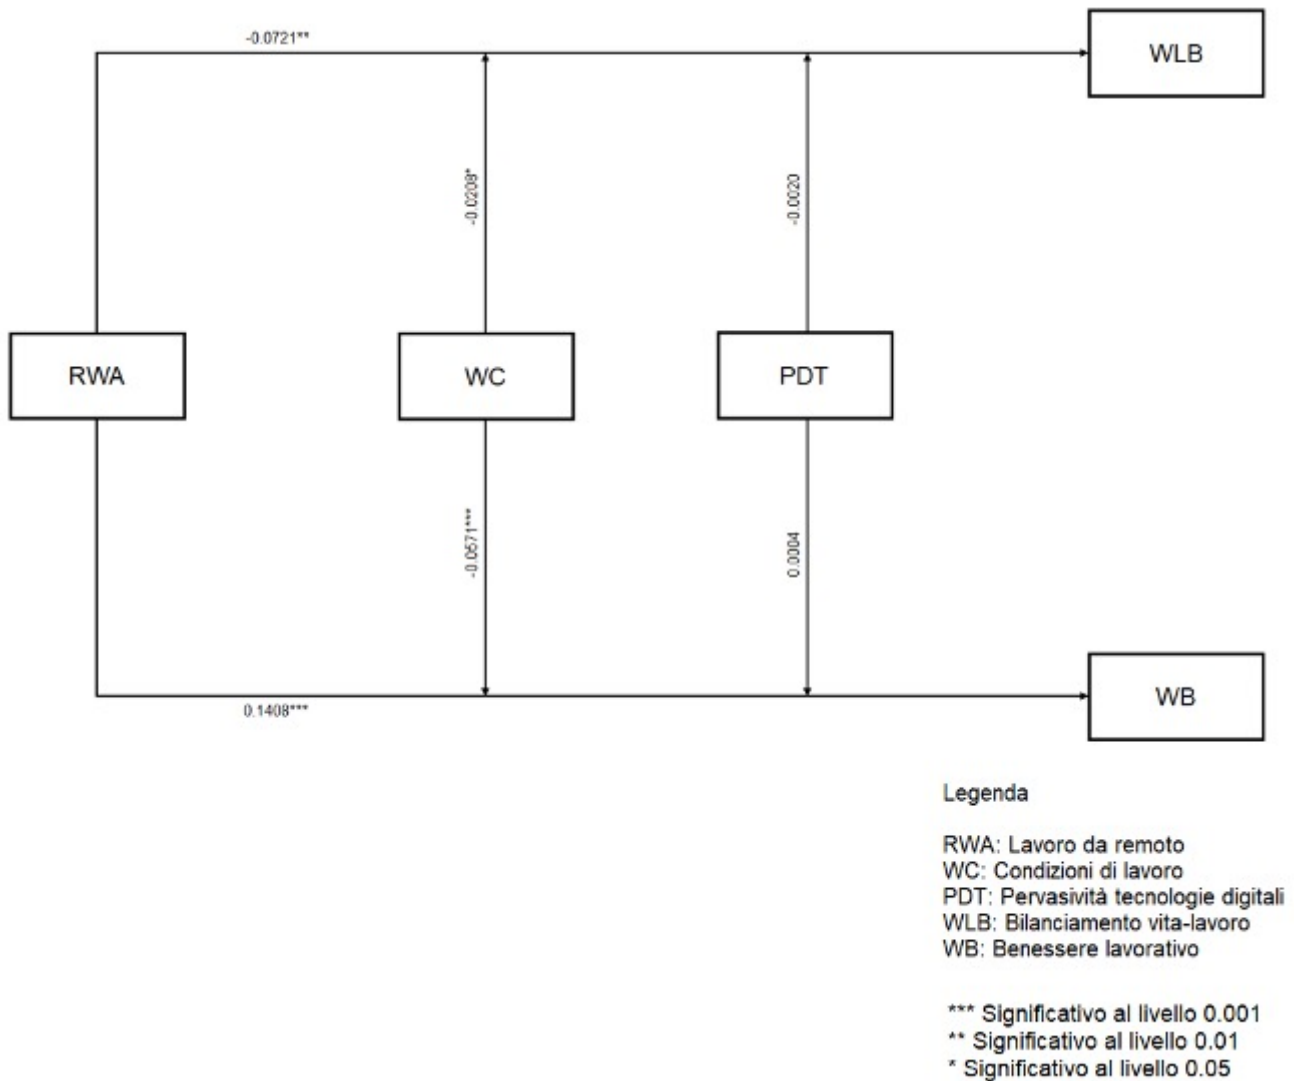 -0.0721**
WLB
-0.0208*
-0.0020
RWA
WC
PDT
-0.0571***
0.0004
0.1408***
WB
Legenda
RWA: Lavoro da remoto
WC: Condizioni di lavoro
PDT: Pervasività tecnologie digitali
WLB: Bilanciamento vita-lavoro
WB: Benessere lavorativo
*** Significativo al livello 0.001
** Significativo al livello 0.01
* Significativo al livello 0.05